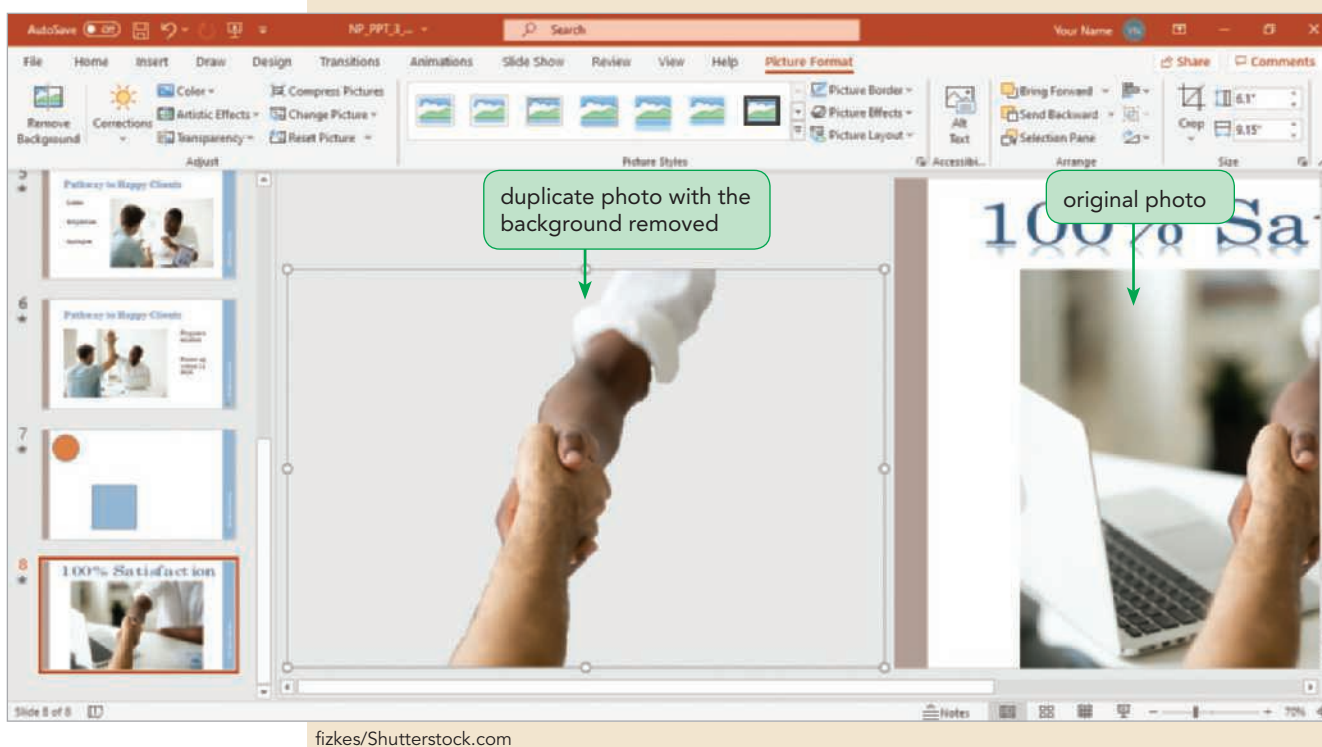 AutoSave Off NP_PPT_3_... Search Your Name
File Home Insert Draw Design Transitions Animations Slide Show Review View Help Picture Format Share Comments
Remove Background
Corrections
Color
Artistic Effects
Transparency
Compress Pictures
Change Picture
Reset Picture
Adjust
Picture Styles
Picture Border
Picture Effects
Picture Layout
Alt Text
Accessibi...
Bring Forward
Send Backward
Selection Pane
Arrange
Crop
6.1"
9.15"
Size
5
Pathway to Happy Clients
6
Pathway to Happy Clients
7
8
100% Satisfaction
duplicate photo with the
background removed
original photo
100% Sa
Slide 8 of 8 Notes 70%
fizkes/Shutterstock.com